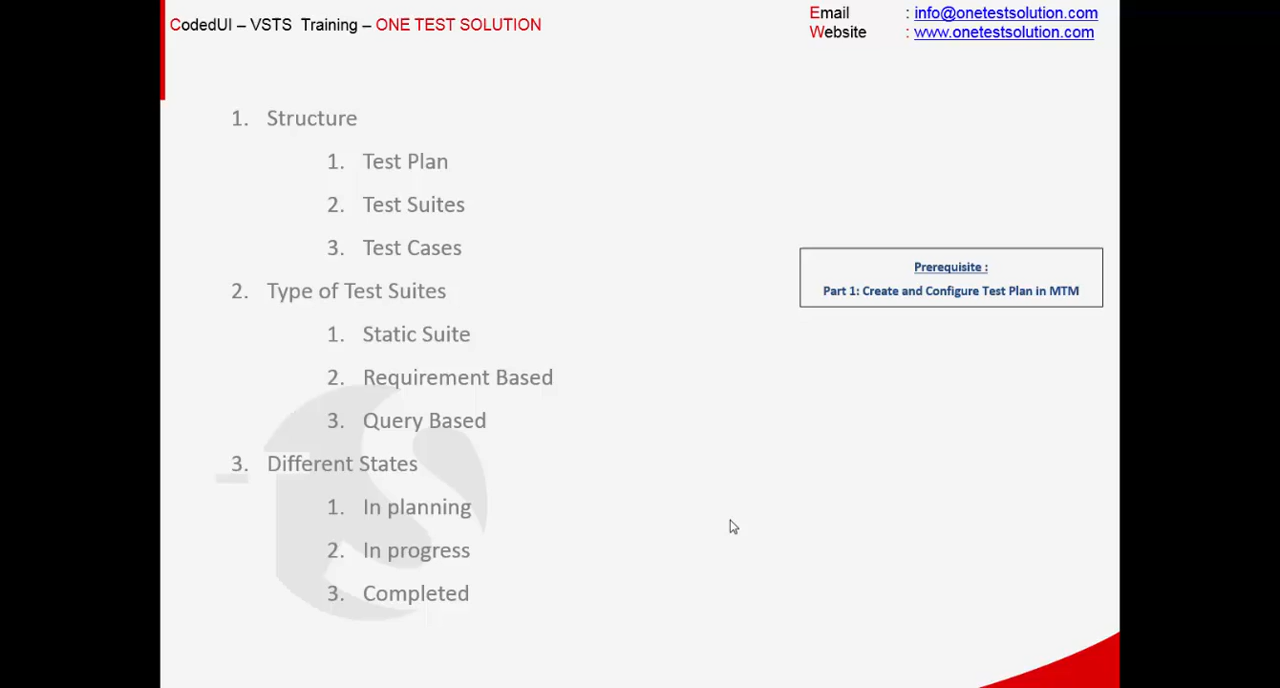 CodedUI – VSTS Training – ONE TEST SOLUTION
Email : info@onetestsolution.com
Website : www.onetestsolution.com
1. Structure
1. Test Plan
2. Test Suites
3. Test Cases
2. Type of Test Suites
1. Static Suite
2. Requirement Based
3. Query Based
3. Different States
1. In planning
2. In progress
3. Completed
Prerequisite :
Part 1: Create and Configure Test Plan in MTM